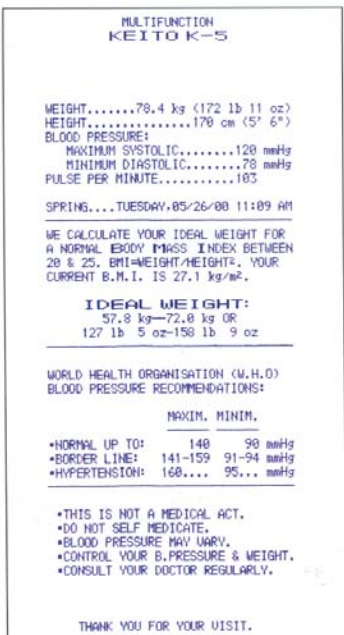 MULTIFUNCTION
KEITO K-5
WEIGHT.......78.4 kg (172 lb 11 oz)
HEIGHT...............170 cm (5' 6")
BLOOD PRESSURE:
MAXIMUM SYSTOLIC........120 mmHg
MINIMUM DIASTOLIC........78 mmHg
PULSE PER MINUTE...........103
SPRING....TUESDAY,05/26/00 11:09 AM
WE CALCULATE YOUR IDEAL WEIGHT FOR
A NORMAL BODY MASS INDEX BETWEEN
20 & 25. BMI=WEIGHT/HEIGHT². YOUR
CURRENT B.M.I. IS 27.1 kg/m².
IDEAL WEIGHT:
57.8 kg—72.0 kg OR
127 lb 5 oz-158 lb 9 oz
WORLD HEALTH ORGANISATION (W.H.O)
BLOOD PRESSURE RECOMMENDATIONS:
MAXIM. MINIM.
•NORMAL UP TO: 140 90 mmHg
•BORDER LINE: 141-159 91-94 mmHg
•HYPERTENSION: 160.... 95... mmHg
•THIS IS NOT A MEDICAL ACT.
•DO NOT SELF MEDICATE.
•BLOOD PRESSURE MAY VARY.
•CONTROL YOUR B.PRESSURE & WEIGHT.
•CONSULT YOUR DOCTOR REGULARLY.
THANK YOU FOR YOUR VISIT.